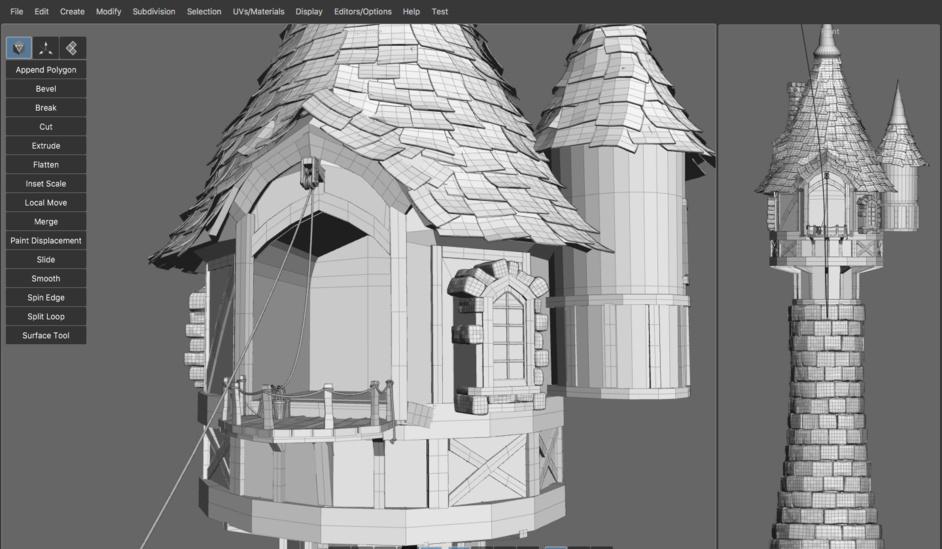 File Edit Create Modify Subdivision Selection UVs/Materials Display Editors/Options Help Test
Append Polygon
Bevel
Break
Cut
Extrude
Flatten
Inset Scale
Local Move
Merge
Paint Displacement
Slide
Smooth
Spin Edge
Split Loop
Surface Tool